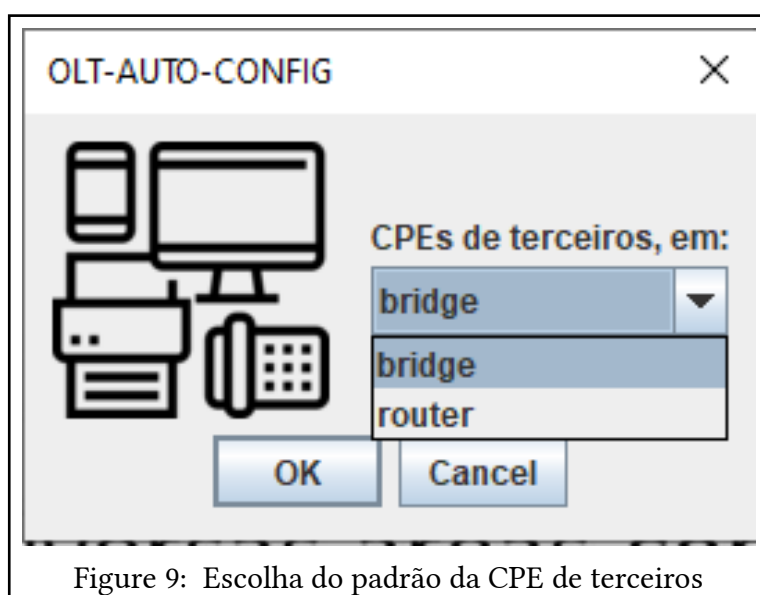 OLT-AUTO-CONFIG
CPEs de terceiros, em:
bridge
bridge
router
OK
Cancel
Figure 9: Escolha do padrão da CPE de terceiros